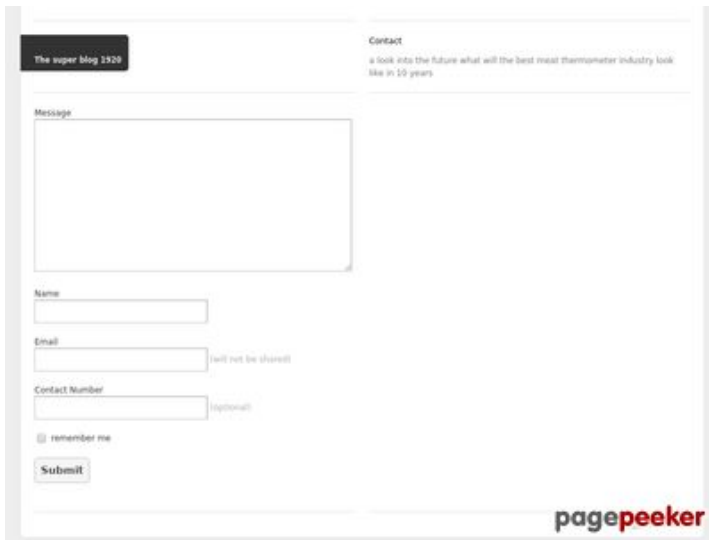 The super blog 1920
Contact
a look into the future what will the best meat thermometer industry look
like in 10 years
Message
Name
Email
(will not be shared)
Contact Number
(optional)
remember me
Submit
pagepeeker